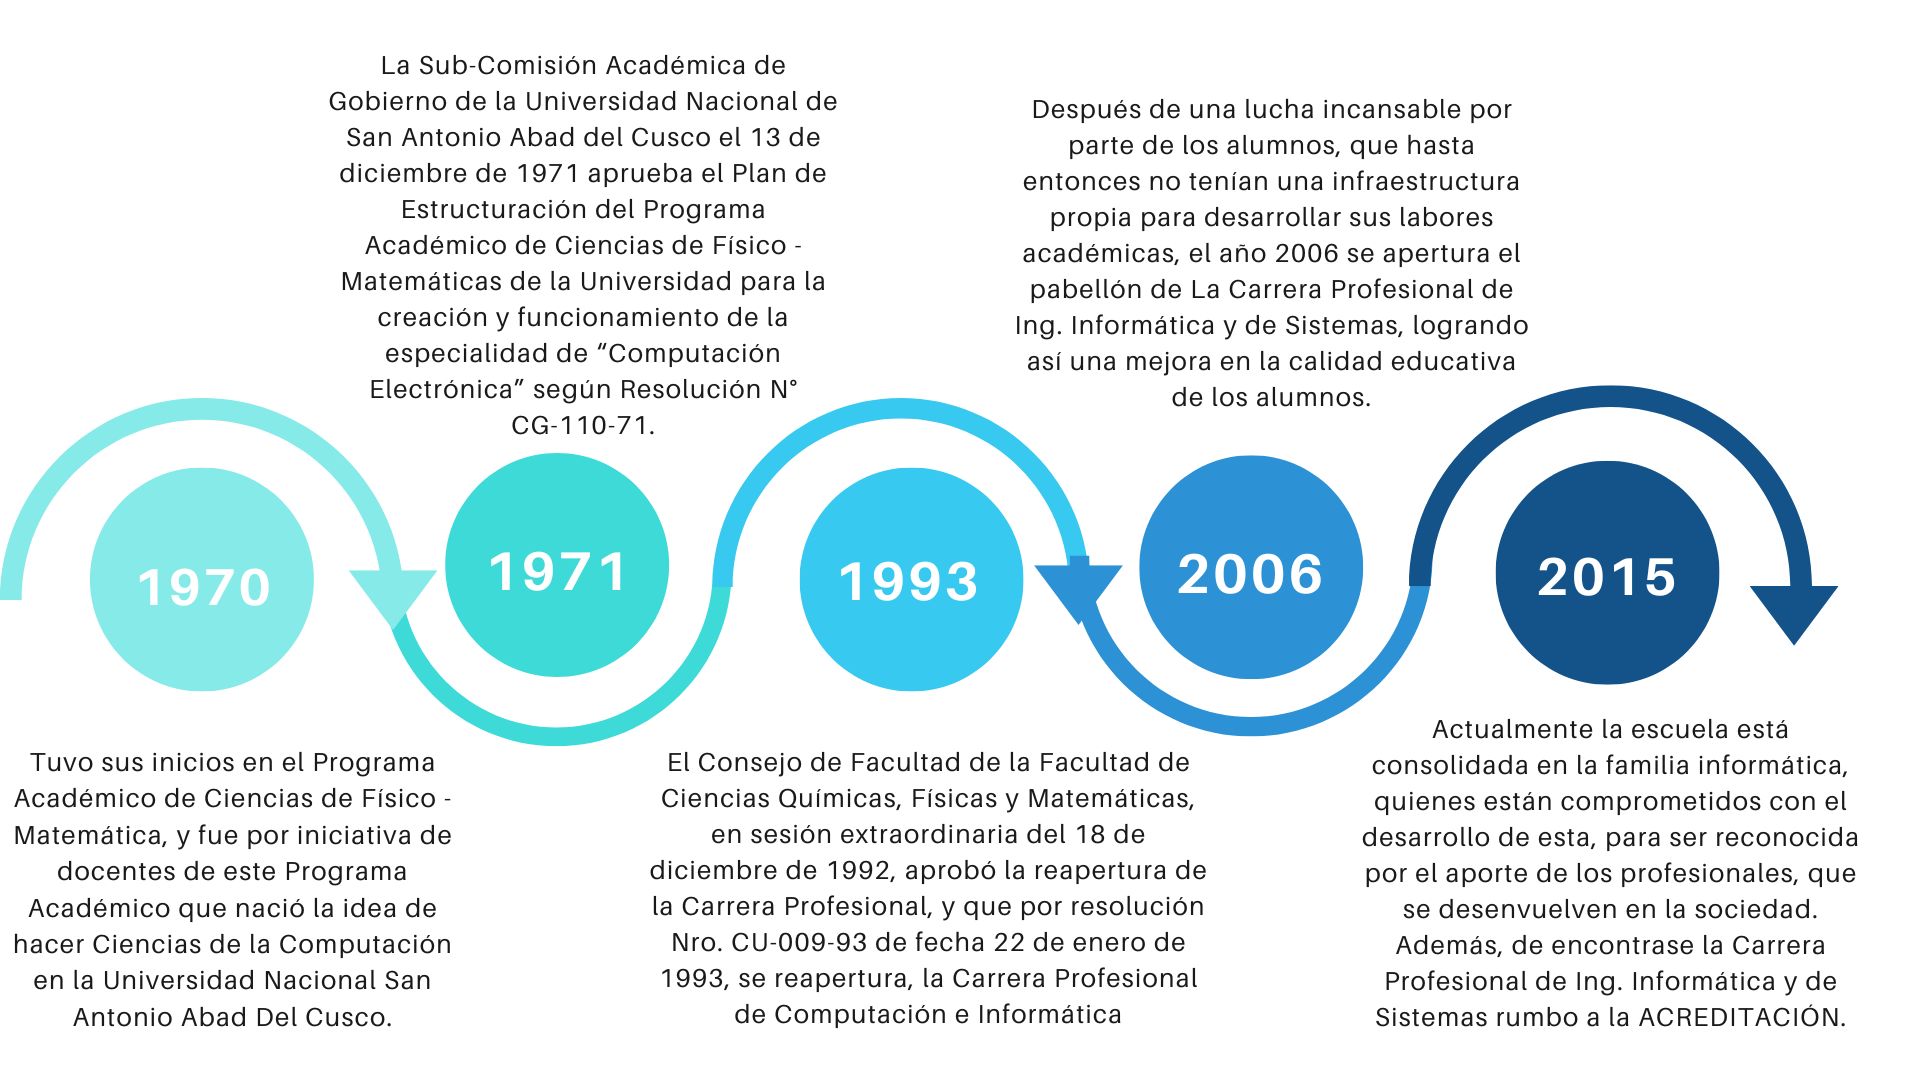 La Sub-Comisión Académica de
Gobierno de la Universidad Nacional de
San Antonio Abad del Cusco el 13 de
diciembre de 1971 aprueba el Plan de
Estructuración del Programa
Académico de Ciencias de Físico -
Matemáticas de la Universidad para la
creación y funcionamiento de la
especialidad de “Computación
Electrónica” según Resolución N°
CG-110-71.
Después de una lucha incansable por
parte de los alumnos, que hasta
entonces no tenían una infraestructura
propia para desarrollar sus labores
académicas, el año 2006 se apertura el
pabellón de La Carrera Profesional de
Ing. Informática y de Sistemas, logrando
así una mejora en la calidad educativa
de los alumnos.
1970
1971
1993
2006
2015
Tuvo sus inicios en el Programa
Académico de Ciencias de Físico -
Matemática, y fue por iniciativa de
docentes de este Programa
Académico que nació la idea de
hacer Ciencias de la Computación
en la Universidad Nacional San
Antonio Abad Del Cusco.
El Consejo de Facultad de la Facultad de
Ciencias Químicas, Físicas y Matemáticas,
en sesión extraordinaria del 18 de
diciembre de 1992, aprobó la reapertura de
la Carrera Profesional, y que por resolución
Nro. CU-009-93 de fecha 22 de enero de
1993, se reapertura, la Carrera Profesional
de Computación e Informática
Actualmente la escuela está
consolidada en la familia informática,
quienes están comprometidos con el
desarrollo de esta, para ser reconocida
por el aporte de los profesionales, que
se desenvuelven en la sociedad.
Además, de encontrase la Carrera
Profesional de Ing. Informática y de
Sistemas rumbo a la ACREDITACIÓN.